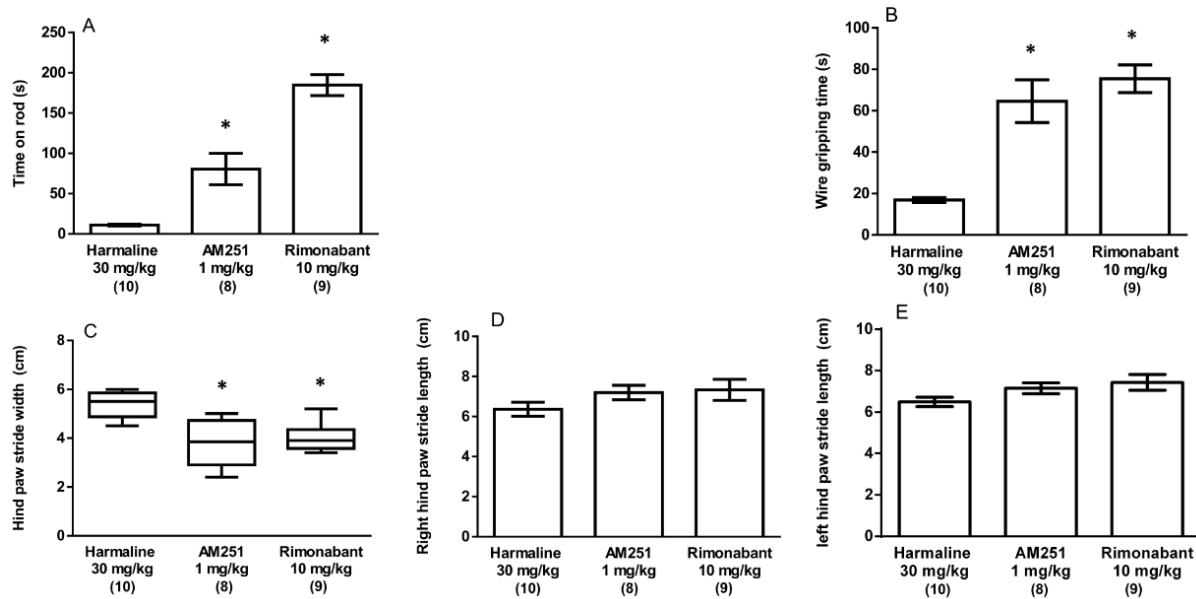 A
Time on rod (s)
250
200
150
100
50
0
*
*
Harmaline
30 mg/kg
(10)
AM251
1 mg/kg
(8)
Rimonabant
10 mg/kg
(9)
B
Wire gripping time (s)
100
80
60
40
20
0
*
*
Harmaline
30 mg/kg
(10)
AM251
1 mg/kg
(8)
Rimonabant
10 mg/kg
(9)
C
Hind paw stride width (cm)
8
6
4
2
0
*
*
Harmaline
30 mg/kg
(10)
AM251
1 mg/kg
(8)
Rimonabant
10 mg/kg
(9)
D
Right hind paw stride length (cm)
10
8
6
4
2
0
Harmaline
30 mg/kg
(10)
AM251
1 mg/kg
(8)
Rimonabant
10 mg/kg
(9)
E
left hind paw stride length (cm)
10
8
6
4
2
0
Harmaline
30 mg/kg
(10)
AM251
1 mg/kg
(8)
Rimonabant
10 mg/kg
(9)